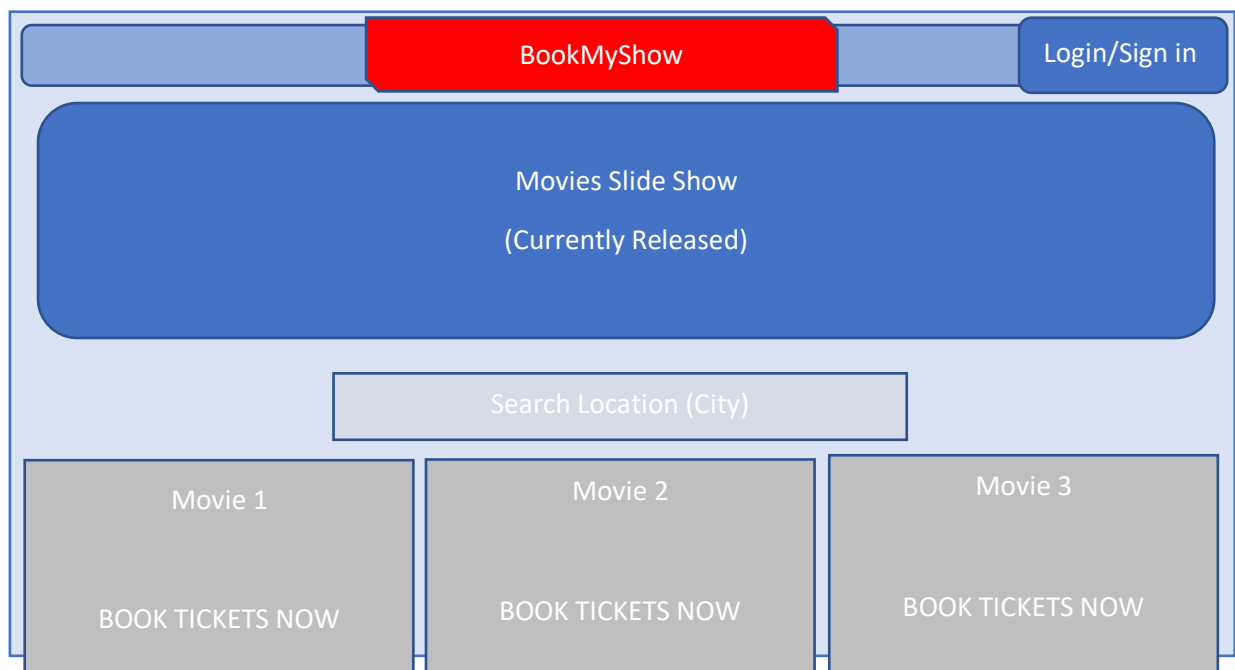 BookMyShow
Login/Sign in
Movies Slide Show
(Currently Released)
Search Location (City)
Movie 1
Movie 2
Movie 3
BOOK TICKETS NOW
BOOK TICKETS NOW
BOOK TICKETS NOW